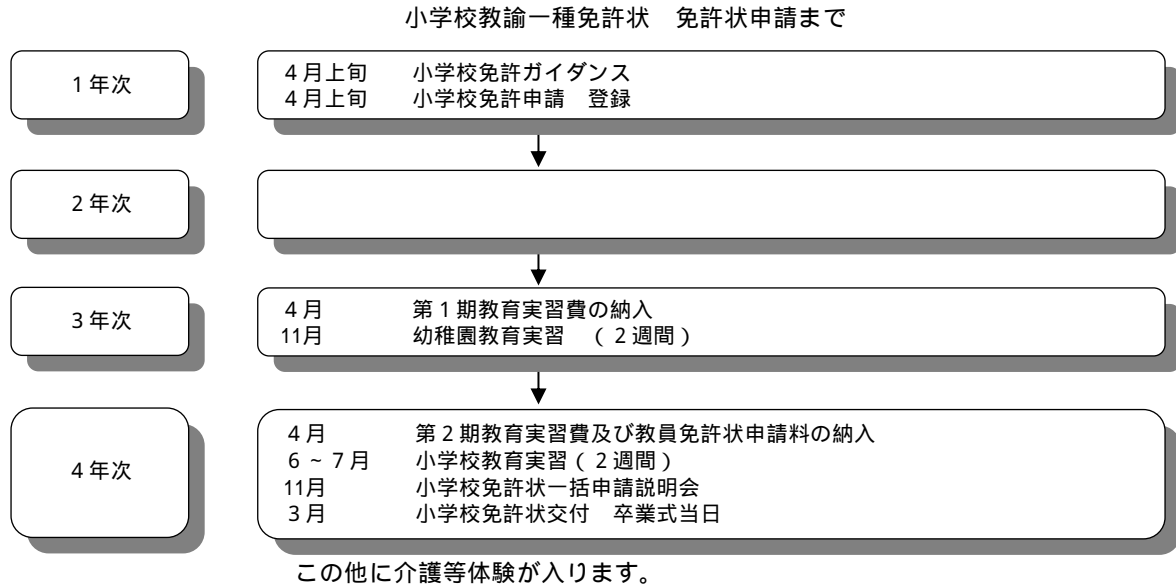 小学校教諭一種免許状　免許状申請まで
１年次
４月上旬　　小学校免許ガイダンス
４月上旬　　小学校免許申請　登録
２年次
３年次
４月　　　　第１期教育実習費の納入
11月　　　　幼稚園教育実習　（２週間）
４年次
４月　　　　第２期教育実習費及び教員免許状申請料の納入
６～７月　　小学校教育実習（２週間）
11月　　　　小学校免許状一括申請説明会
３月　　　　小学校免許状交付　卒業式当日
この他に介護等体験が入ります。